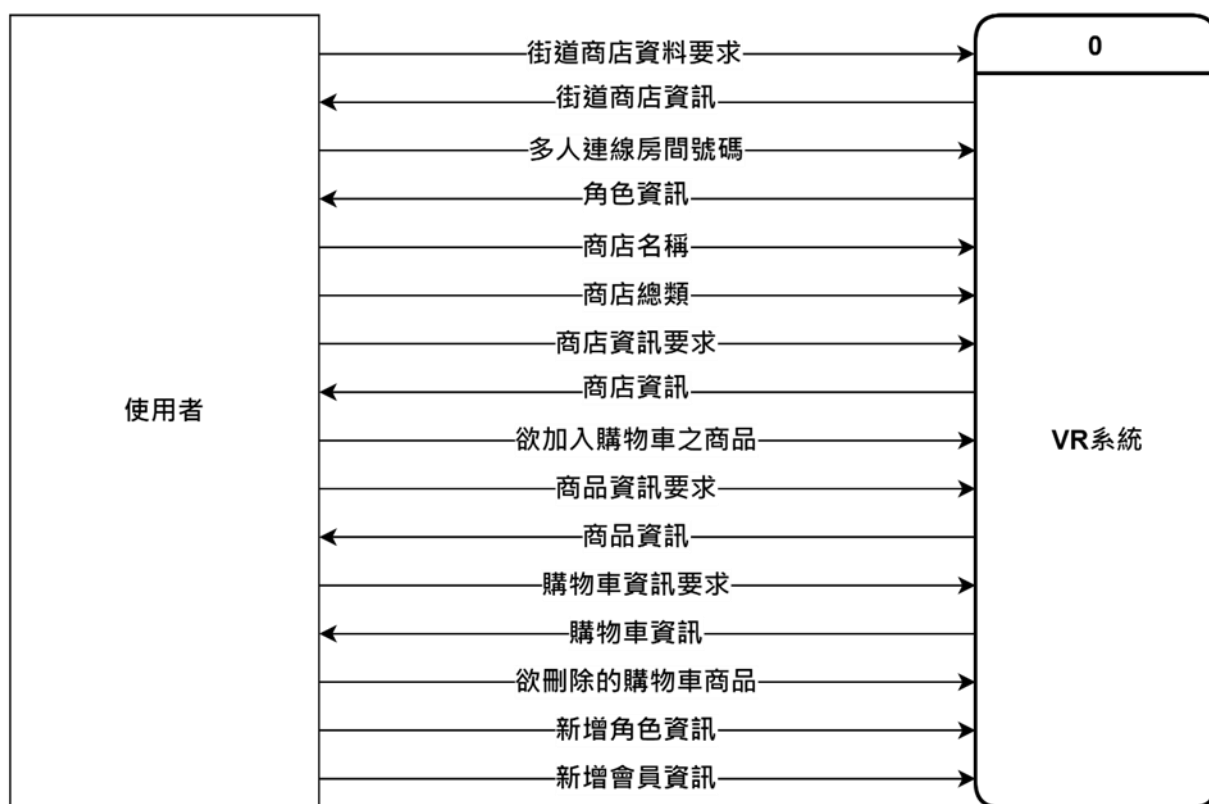 0
街道商店資料要求
街道商店資訊
多人連線房間號碼
角色資訊
商店名稱
商店總類
商店資訊要求
商店資訊
使用者
欲加入購物車之商品
VR系統
商品資訊要求
商品資訊
購物車資訊要求
購物車資訊
欲刪除的購物車商品
新增角色資訊
新增會員資訊